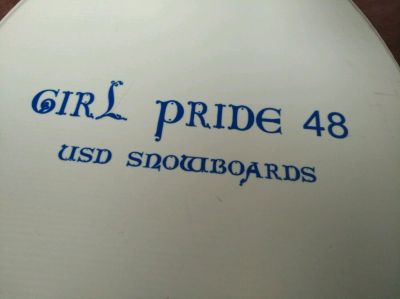 GIRL PRIDE 48
USD SNOWBOARDS